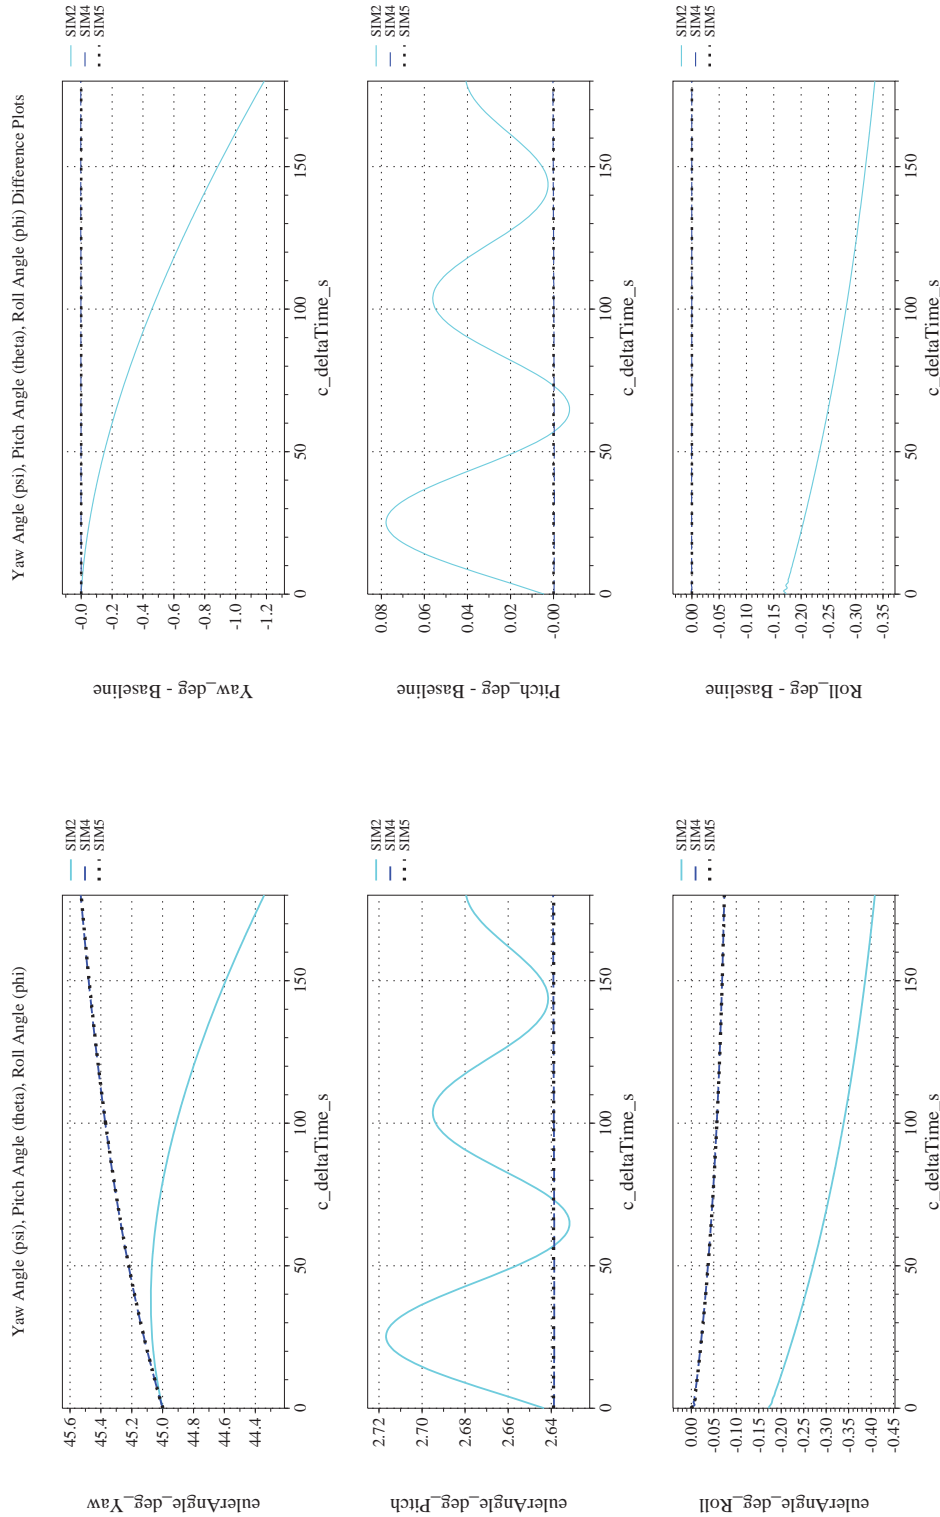 Yaw Angle (psi), Pitch Angle (theta), Roll Angle (phi)
SIM2
SIM4
SIM5
eulerAngle_deg_Yaw
45.6
45.4
45.2
45.0
44.8
44.6
44.4
0 50 100 150
c_deltaTime_s
SIM2
SIM4
SIM5
eulerAngle_deg_Pitch
2.72
2.70
2.68
2.66
2.64
0 50 100 150
c_deltaTime_s
SIM2
SIM4
SIM5
eulerAngle_deg_Roll
0.00
-0.05
-0.10
-0.15
-0.20
-0.25
-0.30
-0.35
-0.40
-0.45
0 50 100 150
c_deltaTime_s
Yaw Angle (psi), Pitch Angle (theta), Roll Angle (phi) Difference Plots
SIM2
SIM4
SIM5
Yaw_deg - Baseline
-0.0
-0.2
-0.4
-0.6
-0.8
-1.0
-1.2
0 50 100 150
c_deltaTime_s
SIM2
SIM4
SIM5
Pitch_deg - Baseline
0.08
0.06
0.04
0.02
-0.00
0 50 100 150
c_deltaTime_s
SIM2
SIM4
SIM5
Roll_deg - Baseline
0.00
-0.05
-0.10
-0.15
-0.20
-0.25
-0.30
-0.35
0 50 100 150
c_deltaTime_s